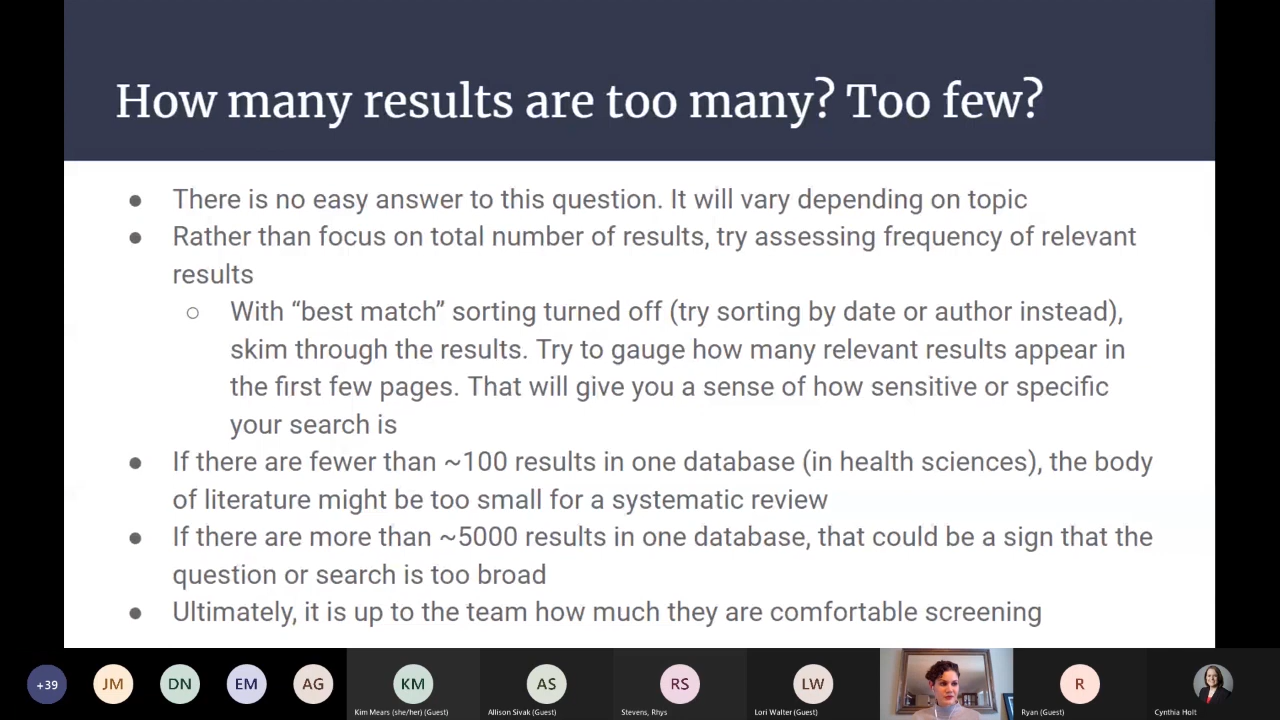 How many results are too many? Too few?
● There is no easy answer to this question. It will vary depending on topic
● Rather than focus on total number of results, try assessing frequency of relevant
results
○ With “best match” sorting turned off (try sorting by date or author instead),
skim through the results. Try to gauge how many relevant results appear in
the first few pages. That will give you a sense of how sensitive or specific
your search is
● If there are fewer than ~100 results in one database (in health sciences), the body
of literature might be too small for a systematic review
● If there are more than ~5000 results in one database, that could be a sign that the
question or search is too broad
● Ultimately, it is up to the team how much they are comfortable screening
+39 JM DN EM AG KM AS RS LW R
Kim Mears (she/her) (Guest) Allison Sivak (Guest) Stevens, Rhys Lori Walter (Guest) Ryan (Guest) Cynthia Holt